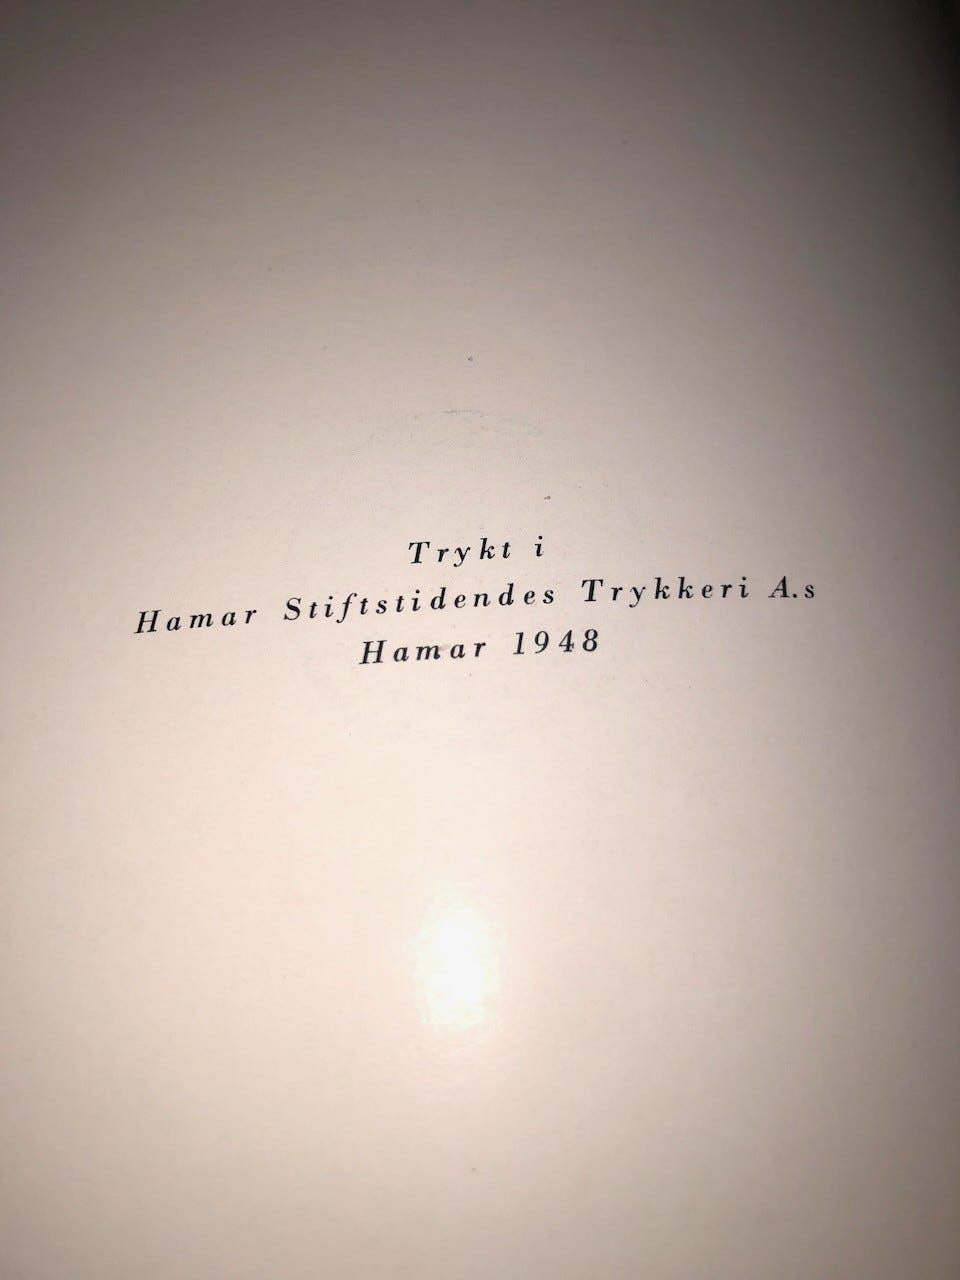 Trykt i
Hamar Stiftstidendes Trykkeri A.s
Hamar 1948